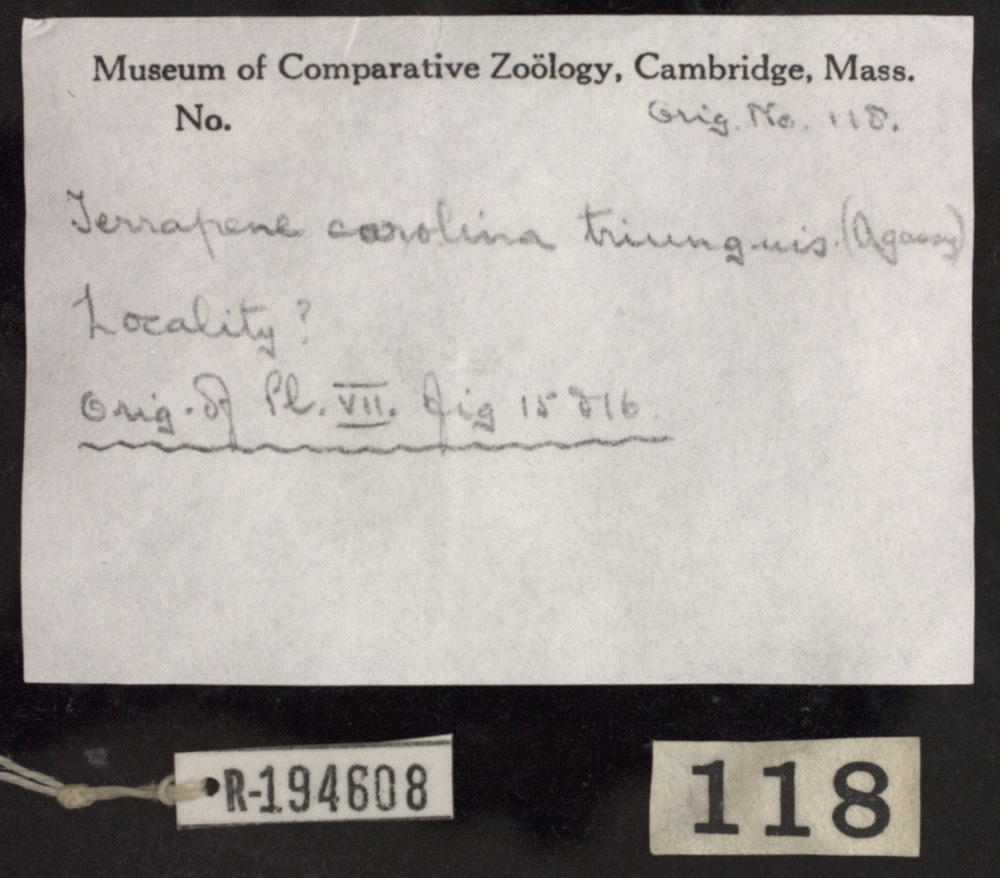 Museum of Comparative Zoölogy, Cambridge, Mass.
No.
Orig. No. 118.
Terrapene carolina triunguis. (Agassiz)
Locality?
Orig. of Pl. VII. fig 15 & 16
R-194608
118